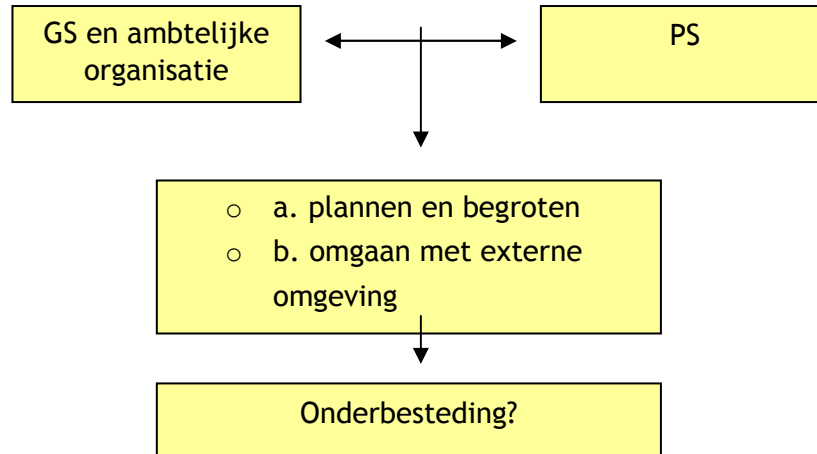 GS en ambtelijke
organisatie
PS
o a. plannen en begroten
o b. omgaan met externe
omgeving
Onderbesteding?